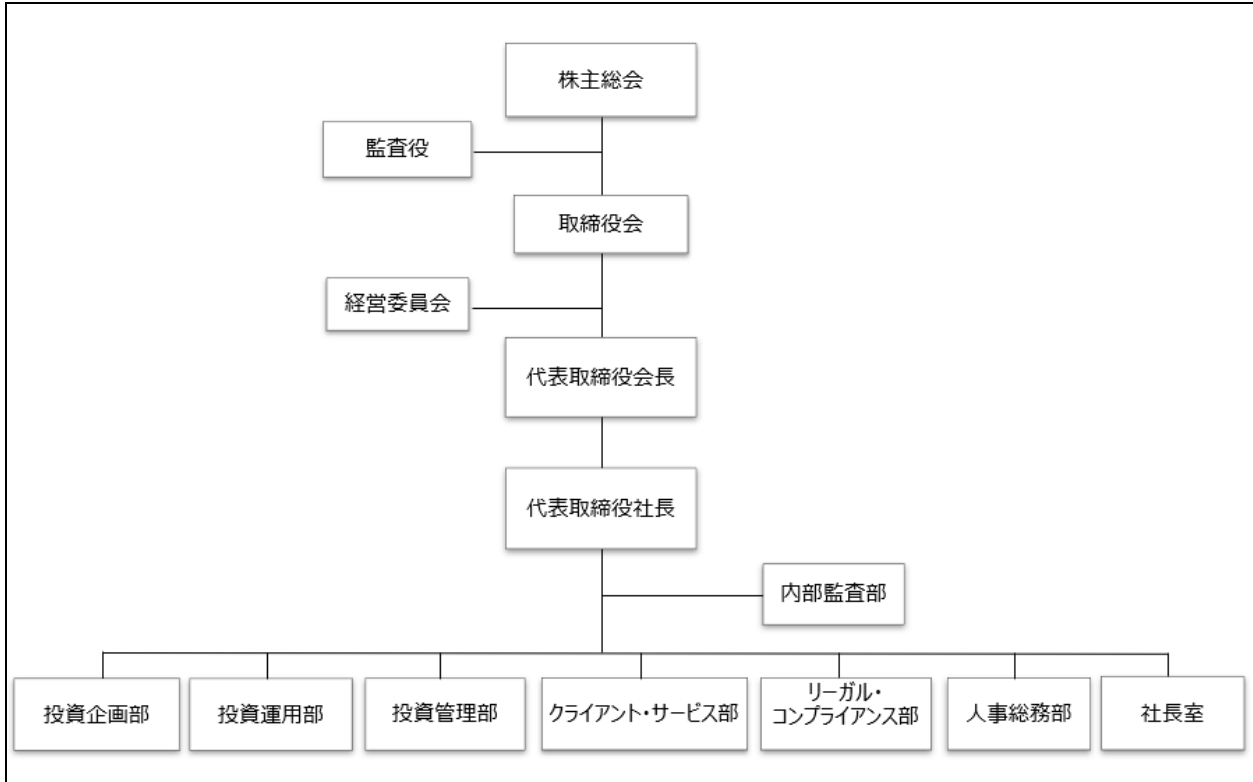 株主総会
監査役
取締役会
経営委員会
代表取締役会長
代表取締役社長
内部監査部
投資企画部
投資運用部
投資管理部
クライアント・サービス部
リーガル・
コンプライアンス部
人事総務部
社長室